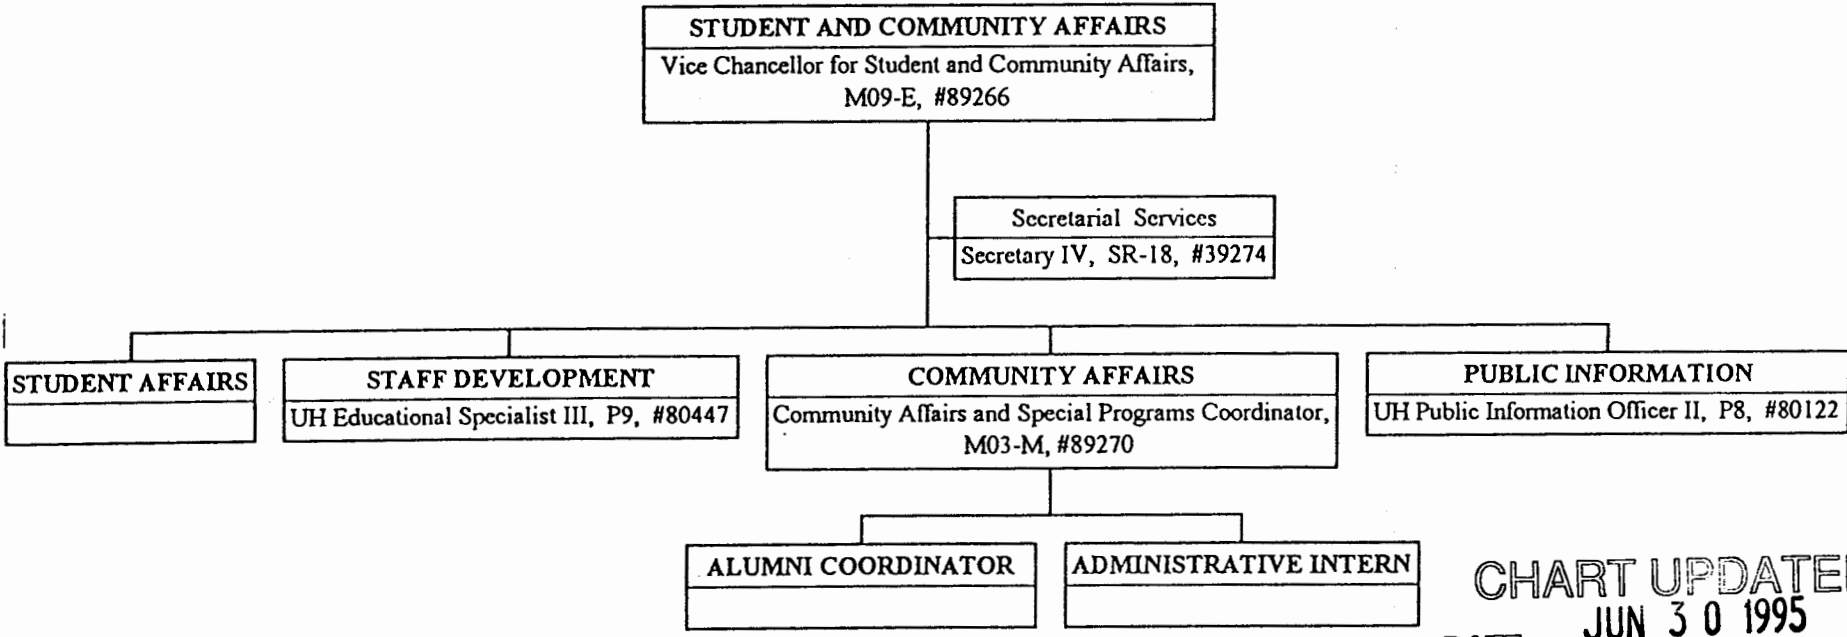 STUDENT AND COMMUNITY AFFAIRS
Vice Chancellor for Student and Community Affairs,
M09-E, #89266
Secretarial Services
Secretary IV, SR-18, #39274
STUDENT AFFAIRS
STAFF DEVELOPMENT
UH Educational Specialist III, P9, #80447
COMMUNITY AFFAIRS
Community Affairs and Special Programs Coordinator,
M03-M, #89270
PUBLIC INFORMATION
UH Public Information Officer II, P8, #80122
ALUMNI COORDINATOR
ADMINISTRATIVE INTERN
CHART UPDATE
JUN 30 1995